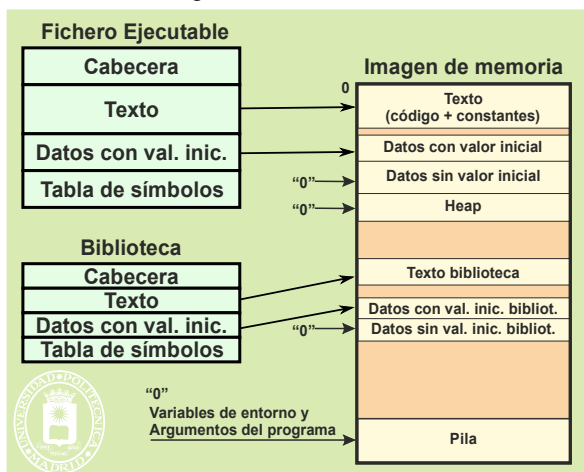 Fichero Ejecutable
Cabecera
Texto
Datos con val. inic.
Tabla de símbolos
Biblioteca
Cabecera
Texto
Datos con val. inic.
Tabla de símbolos
Imagen de memoria
0
Texto
(código + constantes)
Datos con valor inicial
“0”
Datos sin valor inicial
“0”
Heap
Texto biblioteca
Datos con val. inic. bibliot.
“0”
Datos sin val. inic. bibliot.
“0”
Variables de entorno y
Argumentos del programa
Pila
UNIVERSIDAD POLITECNICA
MADRID